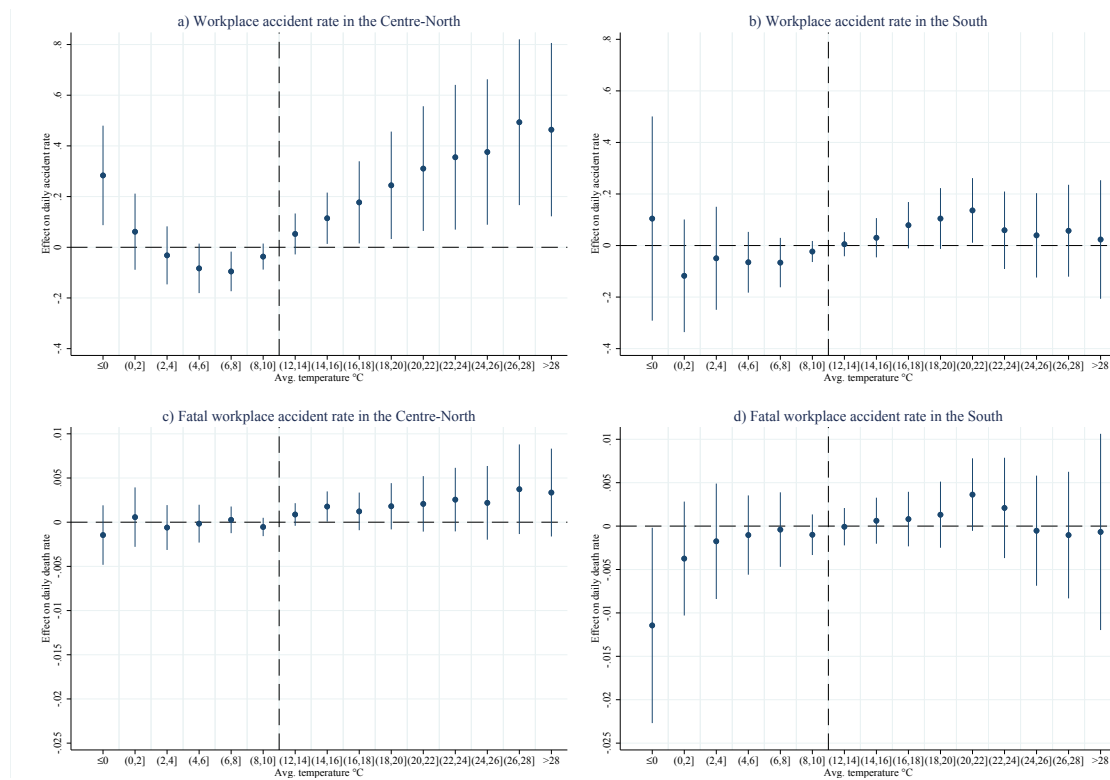 a) Workplace accident rate in the Centre-North
Effect on daily accident rate
.8
.6
.4
.2
0
-.2
-.4
≤0 (0,2] (2,4] (4,6] (6,8] (8,10] (12,14] (14,16] (16,18] (18,20] (20,22] (22,24] (24,26] (26,28] >28
Avg. temperature °C
b) Workplace accident rate in the South
Effect on daily accident rate
.8
.6
.4
.2
0
-.2
-.4
≤0 (0,2] (2,4] (4,6] (6,8] (8,10] (12,14] (14,16] (16,18] (18,20] (20,22] (22,24] (24,26] (26,28] >28
Avg. temperature °C
c) Fatal workplace accident rate in the Centre-North
Effect on daily death rate
.01
.005
0
-.005
-.01
-.015
-.02
-.025
≤0 (0,2] (2,4] (4,6] (6,8] (8,10] (12,14] (14,16] (16,18] (18,20] (20,22] (22,24] (24,26] (26,28] >28
Avg. temperature °C
d) Fatal workplace accident rate in the South
Effect on daily death rate
.01
.005
0
-.005
-.01
-.015
-.02
-.025
≤0 (0,2] (2,4] (4,6] (6,8] (8,10] (12,14] (14,16] (16,18] (18,20] (20,22] (22,24] (24,26] (26,28] >28
Avg. temperature °C